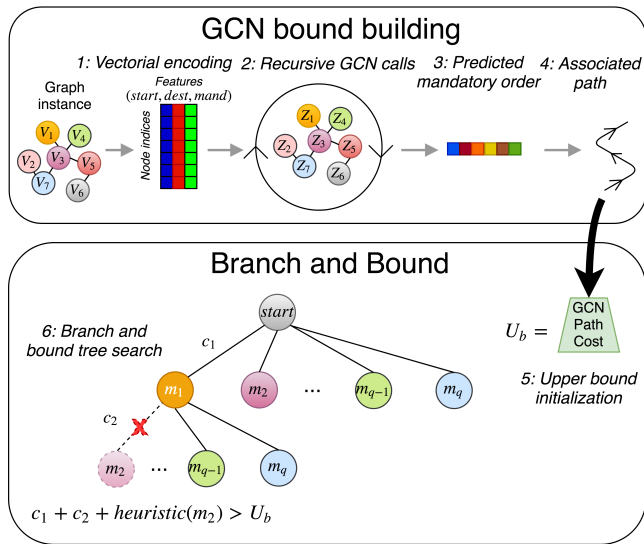 GCN bound building
1: Vectorial encoding
2: Recursive GCN calls
3: Predicted
mandatory order
4: Associated
path
Graph
instance
Features
(start, dest, mand)
Node indices
V₁
V₄
V₂
V₃
V₅
V₇
V₆
Z₁
Z₄
Z₂
Z₃
Z₅
Z₇
Z₆
Branch and Bound
6: Branch and
bound tree search
start
c₁
m₁
m₂
...
mq−1
mq
c₂
m₂
...
mq−1
mq
c₁ + c₂ + heuristic(m₂) > Ub
Ub =
GCN
Path
Cost
5: Upper bound
initialization